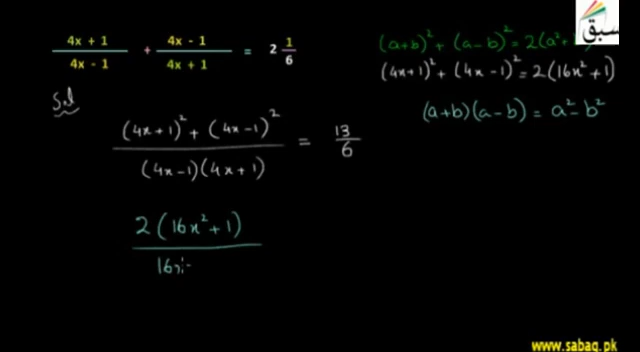 سبق
(4x + 1)/(4x - 1) + (4x - 1)/(4x + 1) = 2 1/6
(a+b)² + (a-b)² = 2(a²+
(4x+1)² + (4x-1)² = 2(16x²+1)
(a+b)(a-b) = a²-b²
Sol
((4x+1)² + (4x-1)²)/((4x-1)(4x+1)) = 13/6
2(16x²+1)
16x
www.sabaq.pk